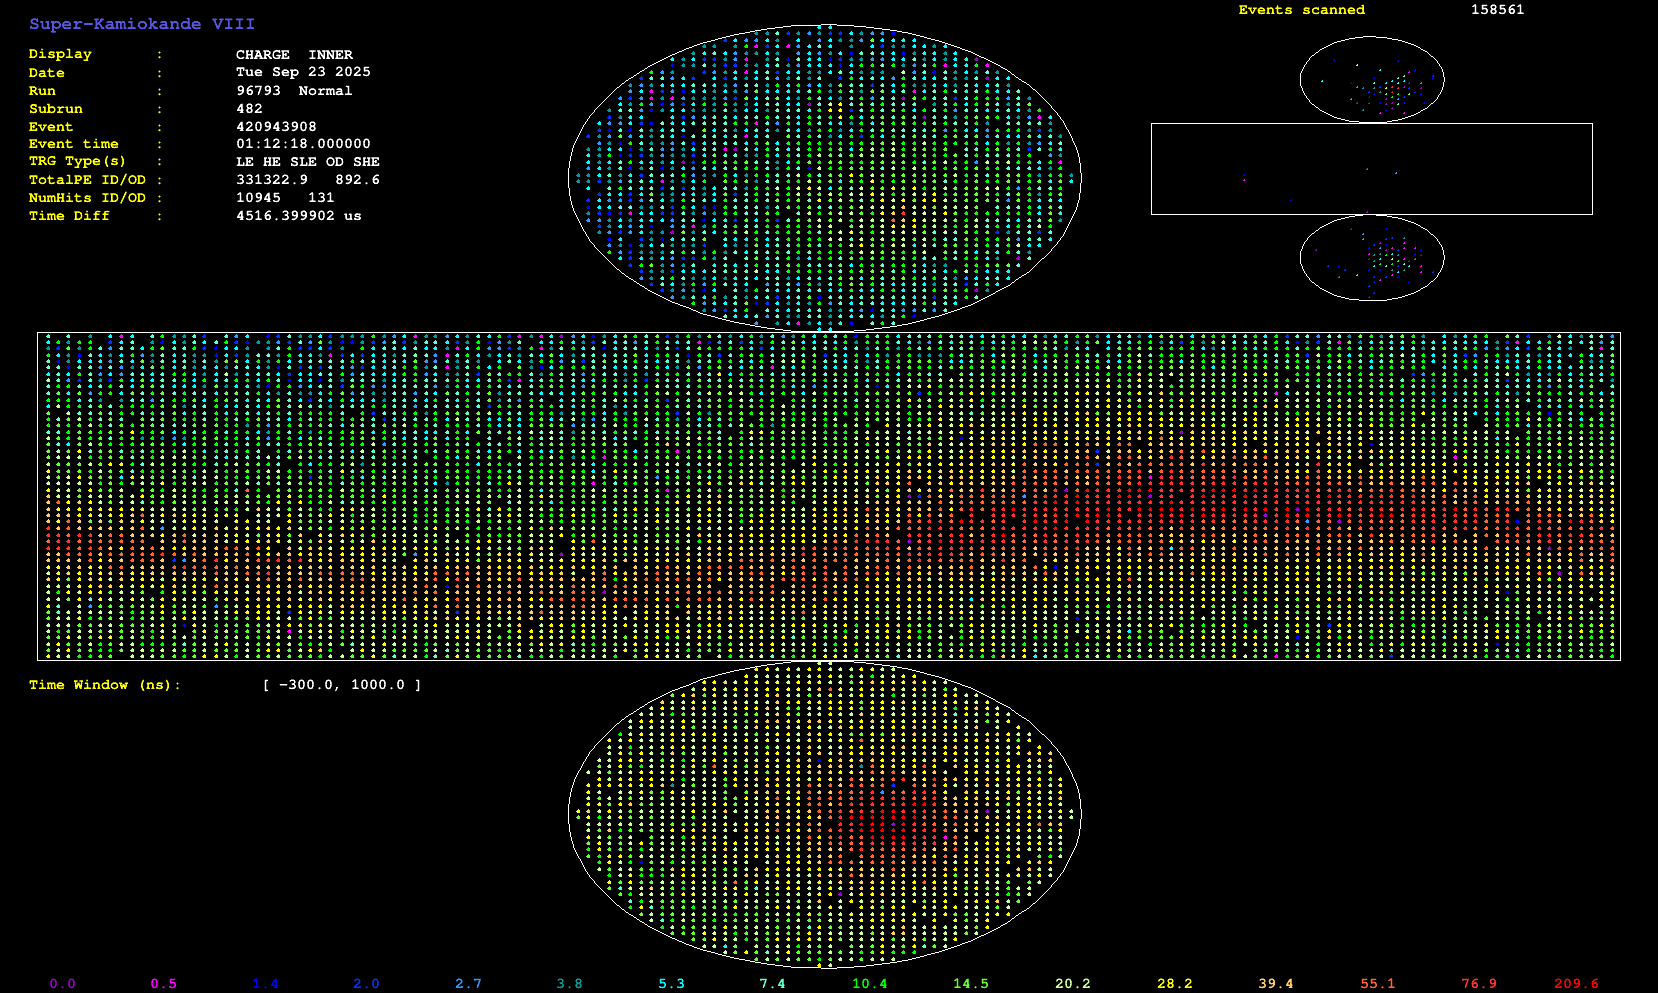 Super-Kamiokande VIII
Events scanned 158561
Display : CHARGE INNER
Date : Tue Sep 23 2025
Run : 96793 Normal
Subrun : 482
Event : 420943908
Event time : 01:12:18.000000
TRG Type(s) : LE HE SLE OD SHE
TotalPE ID/OD : 331322.9 892.6
NumHits ID/OD : 10945 131
Time Diff : 4516.399902 us
Time Window (ns): [ -300.0, 1000.0 ]
0.0 0.5 1.4 2.0 2.7 3.8 5.3 7.4 10.4 14.5 20.2 28.2 39.4 55.1 76.9 209.6